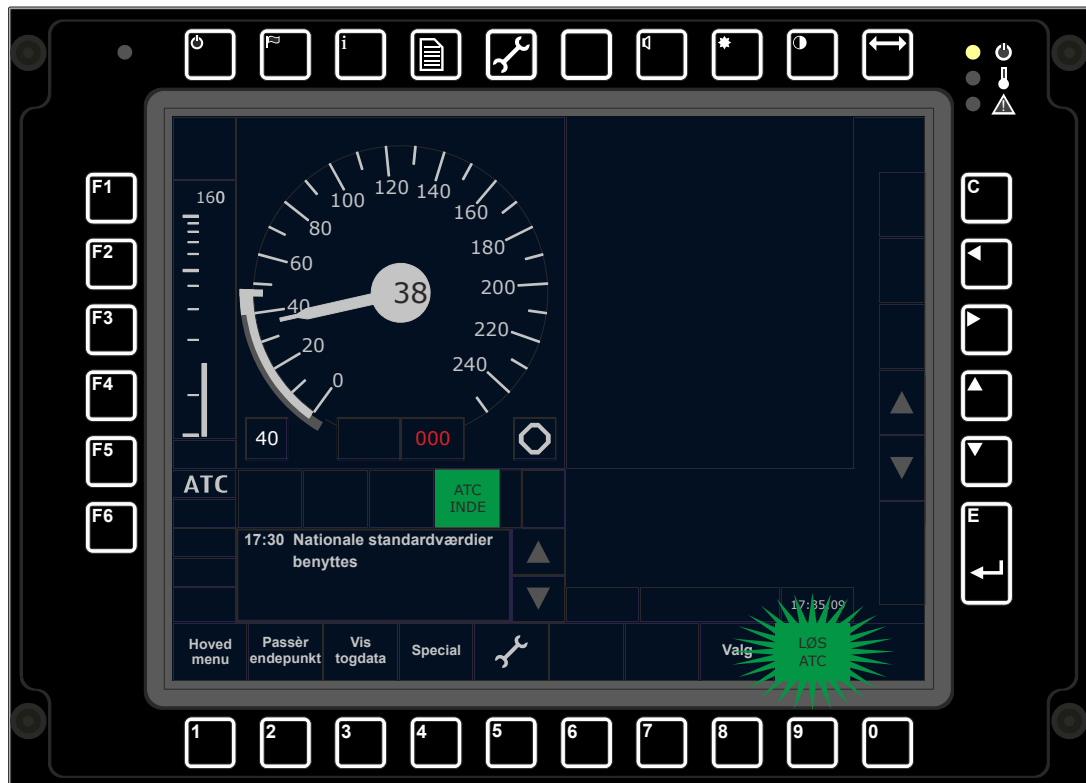 i
F1
F2
F3
F4
F5
F6
C
E
160
0
20
40
60
80
100
120
140
160
180
200
220
240
38
40
000
ATC
ATC
INDE
17:30 Nationale standardværdier
benyttes
17:35:09
Hoved
menu
Passèr
endepunkt
Vis
togdata
Special
Valg
LØS
ATC
1
2
3
4
5
6
7
8
9
0